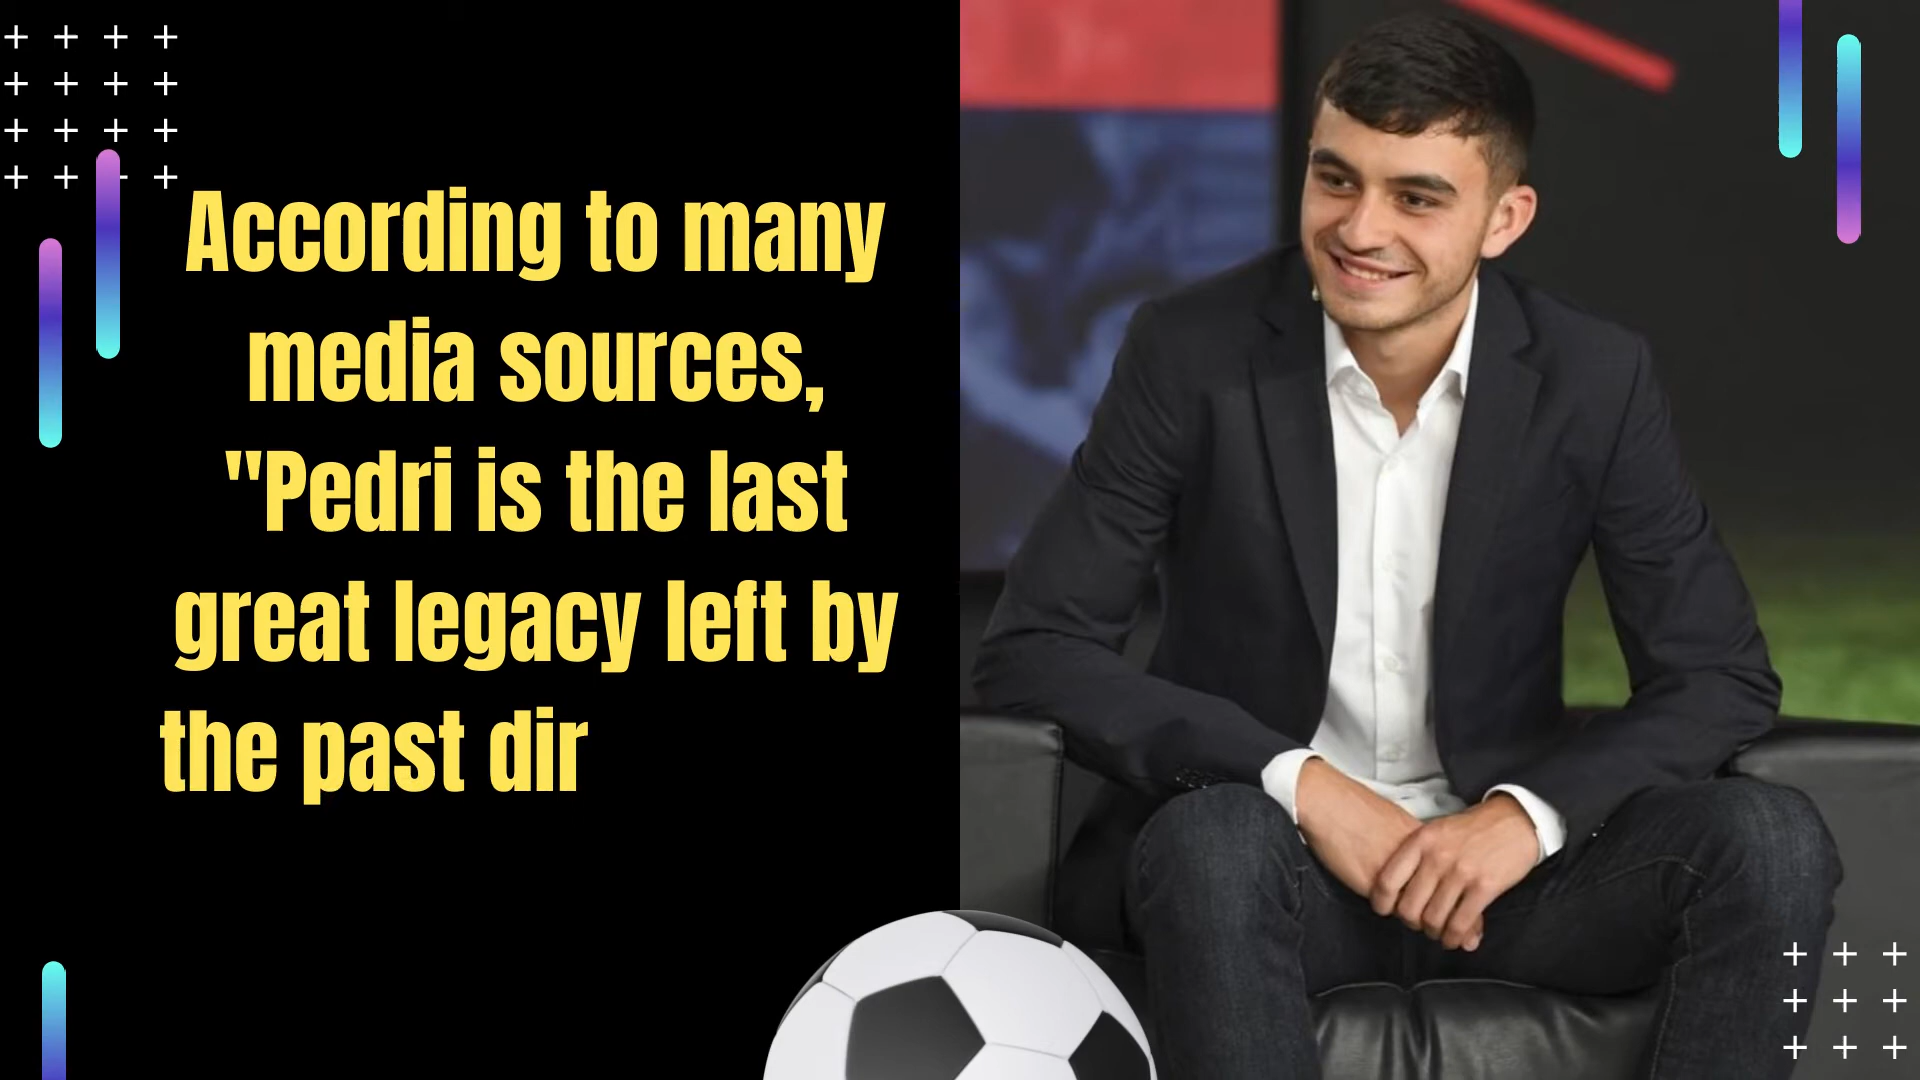 According to many
media sources,
"Pedri is the last
great legacy left by
the past dir